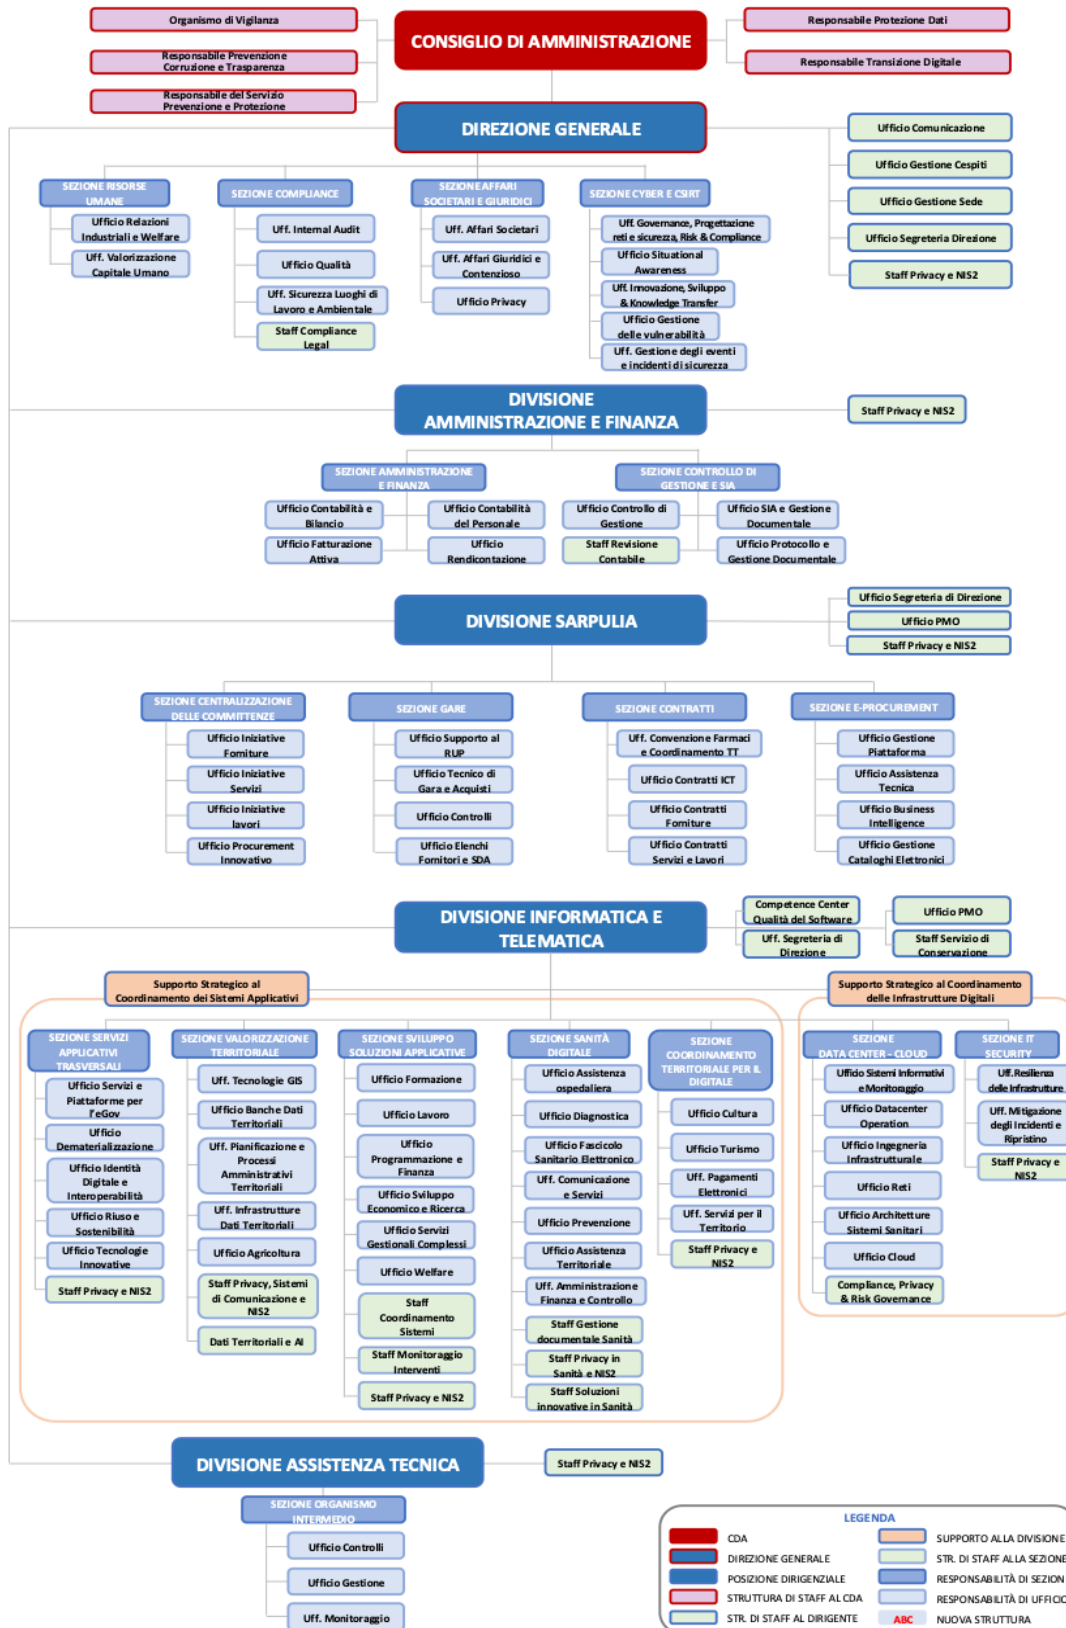 Organismo di Vigilanza
Responsabile Prevenzione
Corruzione e Trasparenza
Responsabile del Servizio
Prevenzione e Protezione
CONSIGLIO DI AMMINISTRAZIONE
Responsabile Protezione Dati
Responsabile Transizione Digitale
DIREZIONE GENERALE
Ufficio Comunicazione
Ufficio Gestione Cespiti
Ufficio Gestione Sede
Ufficio Segreteria Direzione
Staff Privacy e NIS2
SEZIONE RISORSE
UMANE
Ufficio Relazioni
Industriali e Welfare
Uff. Valorizzazione
Capitale Umano
SEZIONE COMPLIANCE
Uff. Internal Audit
Ufficio Qualità
Uff. Sicurezza Luoghi di
Lavoro e Ambientale
Staff Compliance
Legal
SEZIONE AFFARI
SOCIETARI E GIURIDICI
Uff. Affari Societari
Uff. Affari Giuridici e
Contenzioso
Ufficio Privacy
SEZIONE CYBER E CSIRT
Uff. Governance, Progettazione
reti e sicurezza, Risk & Compliance
Ufficio Situational
Awareness
Uff. Innovazione, Sviluppo
& Knowledge Transfer
Ufficio Gestione
delle vulnerabilità
Uff. Gestione degli eventi
e incidenti di sicurezza
DIVISIONE
AMMINISTRAZIONE E FINANZA
Staff Privacy e NIS2
SEZIONE AMMINISTRAZIONE
E FINANZA
Ufficio Contabilità e
Bilancio
Ufficio Contabilità
del Personale
Ufficio Fatturazione
Attiva
Ufficio
Rendicontazione
SEZIONE CONTROLLO DI
GESTIONE E SIA
Ufficio Controllo di
Gestione
Ufficio SIA e Gestione
Documentale
Staff Revisione
Contabile
Ufficio Protocollo e
Gestione Documentale
DIVISIONE SARPULIA
Ufficio Segreteria di Direzione
Ufficio PMO
Staff Privacy e NIS2
SEZIONE CENTRALIZZAZIONE
DELLE COMMITTENZE
Ufficio Iniziative
Forniture
Ufficio Iniziative
Servizi
Ufficio Iniziative
lavori
Ufficio Procurement
Innovativo
SEZIONE GARE
Ufficio Supporto al
RUP
Ufficio Tecnico di
Gara e Acquisti
Ufficio Controlli
Ufficio Elenchi
Fornitori e SDA
SEZIONE CONTRATTI
Uff. Convenzione Farmaci
e Coordinamento TT
Ufficio Contratti ICT
Ufficio Contratti
Forniture
Ufficio Contratti
Servizi e Lavori
SEZIONE E-PROCUREMENT
Ufficio Gestione
Piattaforma
Ufficio Assistenza
Tecnica
Ufficio Business
Intelligence
Ufficio Gestione
Cataloghi Elettronici
DIVISIONE INFORMATICA E
TELEMATICA
Competence Center
Qualità del Software
Uff. Segreteria di
Direzione
Ufficio PMO
Staff Servizio di
Conservazione
Supporto Strategico al
Coordinamento dei Sistemi Applicativi
Supporto Strategico al Coordinamento
delle Infrastrutture Digitali
SEZIONE SERVIZI
APPLICATIVI
TRASVERSALI
Ufficio Servizi e
Piattaforme per
l'eGov
Ufficio
Dematerializzazione
Ufficio Identità
Digitale e
Interoperabilità
Ufficio Riuso e
Sostenibilità
Ufficio Tecnologie
Innovative
Staff Privacy e NIS2
SEZIONE VALORIZZAZIONE
TERRITORIALE
Uff. Tecnologie GIS
Ufficio Banche Dati
Territoriali
Uff. Pianificazione e
Processi
Amministrativi
Territoriali
Uff. Infrastrutture
Dati Territoriali
Ufficio Agricoltura
Staff Privacy, Sistemi
di Comunicazione e
NIS2
Dati Territoriali e AI
SEZIONE SVILUPPO
SOLUZIONI APPLICATIVE
Ufficio Formazione
Ufficio Lavoro
Ufficio
Programmazione e
Finanza
Ufficio Sviluppo
Economico e Ricerca
Ufficio Servizi
Gestionali Complessi
Ufficio Welfare
Staff
Coordinamento
Sistemi
Staff Monitoraggio
Interventi
Staff Privacy e NIS2
SEZIONE SANITÀ
DIGITALE
Ufficio Assistenza
ospedaliera
Ufficio Diagnostica
Ufficio Fascicolo
Sanitario Elettronico
Uff. Comunicazione
e Servizi
Ufficio Prevenzione
Ufficio Assistenza
Territoriale
Uff. Amministrazione
Finanza e Controllo
Staff Gestione
documentale Sanità
Staff Privacy in
Sanità e NIS2
Staff Soluzioni
innovative in Sanità
SEZIONE
COORDINAMENTO
TERRITORIALE PER IL
DIGITALE
Ufficio Cultura
Ufficio Turismo
Uff. Pagamenti
Elettronici
Uff. Servizi per il
Territorio
Staff Privacy e
NIS2
SEZIONE
DATA CENTER - CLOUD
Ufficio Sistemi Informativi
e Monitoraggio
Ufficio Datacenter
Operation
Ufficio Ingegneria
Infrastrutturale
Ufficio Reti
Ufficio Architetture
Sistemi Sanitari
Ufficio Cloud
Compliance, Privacy
& Risk Governance
SEZIONE IT
SECURITY
Uff. Resilienza
delle Infrastrutture
Uff. Mitigazione
degli Incidenti e
Ripristino
Staff Privacy e
NIS2
DIVISIONE ASSISTENZA TECNICA
Staff Privacy e NIS2
SEZIONE ORGANISMO
INTERMEDIO
Ufficio Controlli
Ufficio Gestione
Uff. Monitoraggio
LEGENDA
CDA
DIREZIONE GENERALE
POSIZIONE DIRIGENZIALE
STRUTTURA DI STAFF AL CDA
STR. DI STAFF AL DIRIGENTE
SUPPORTO ALLA DIVISIONE
STR. DI STAFF ALLA SEZIONE
RESPONSABILITÀ DI SEZION
RESPONSABILITÀ DI UFFICIO
ABC NUOVA STRUTTURA